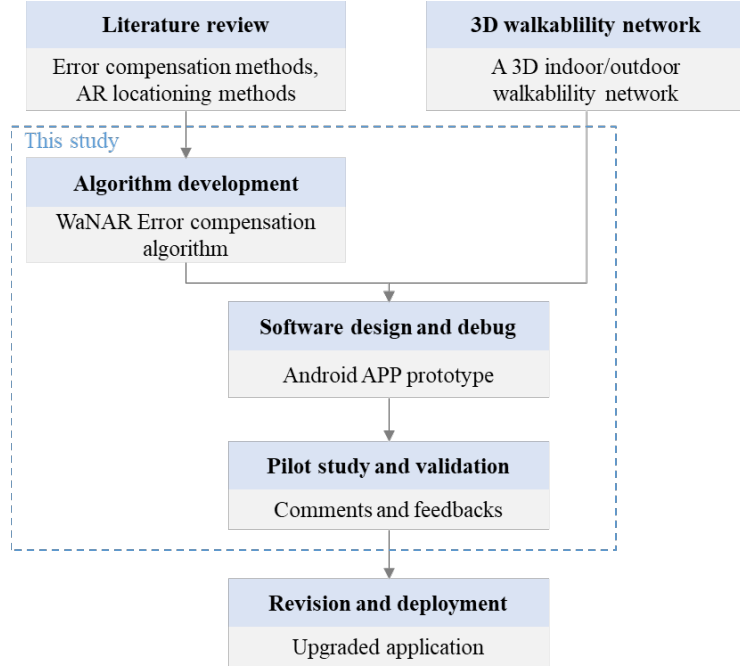 Literature review
Error compensation methods,
AR locationing methods
3D walkablility network
A 3D indoor/outdoor
walkablility network
This study
Algorithm development
WaNAR Error compensation
algorithm
Software design and debug
Android APP prototype
Pilot study and validation
Comments and feedbacks
Revision and deployment
Upgraded application